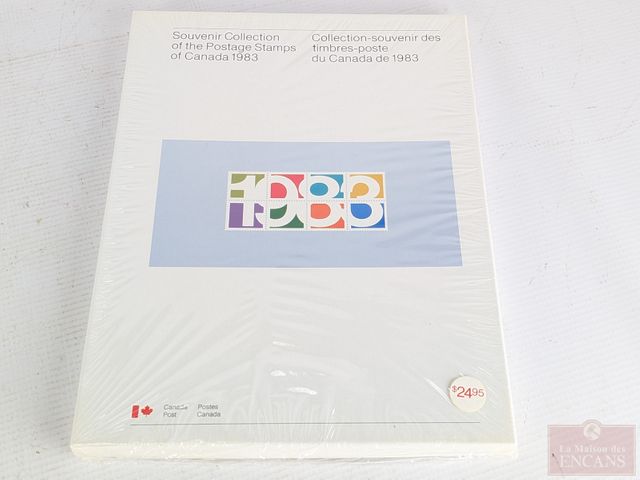 Souvenir Collection
of the Postage Stamps
of Canada 1983
Collection-souvenir des
timbres-poste
du Canada de 1983
1983
Canada
Post
Postes
Canada
$24.95
La Maison des
ENCANS